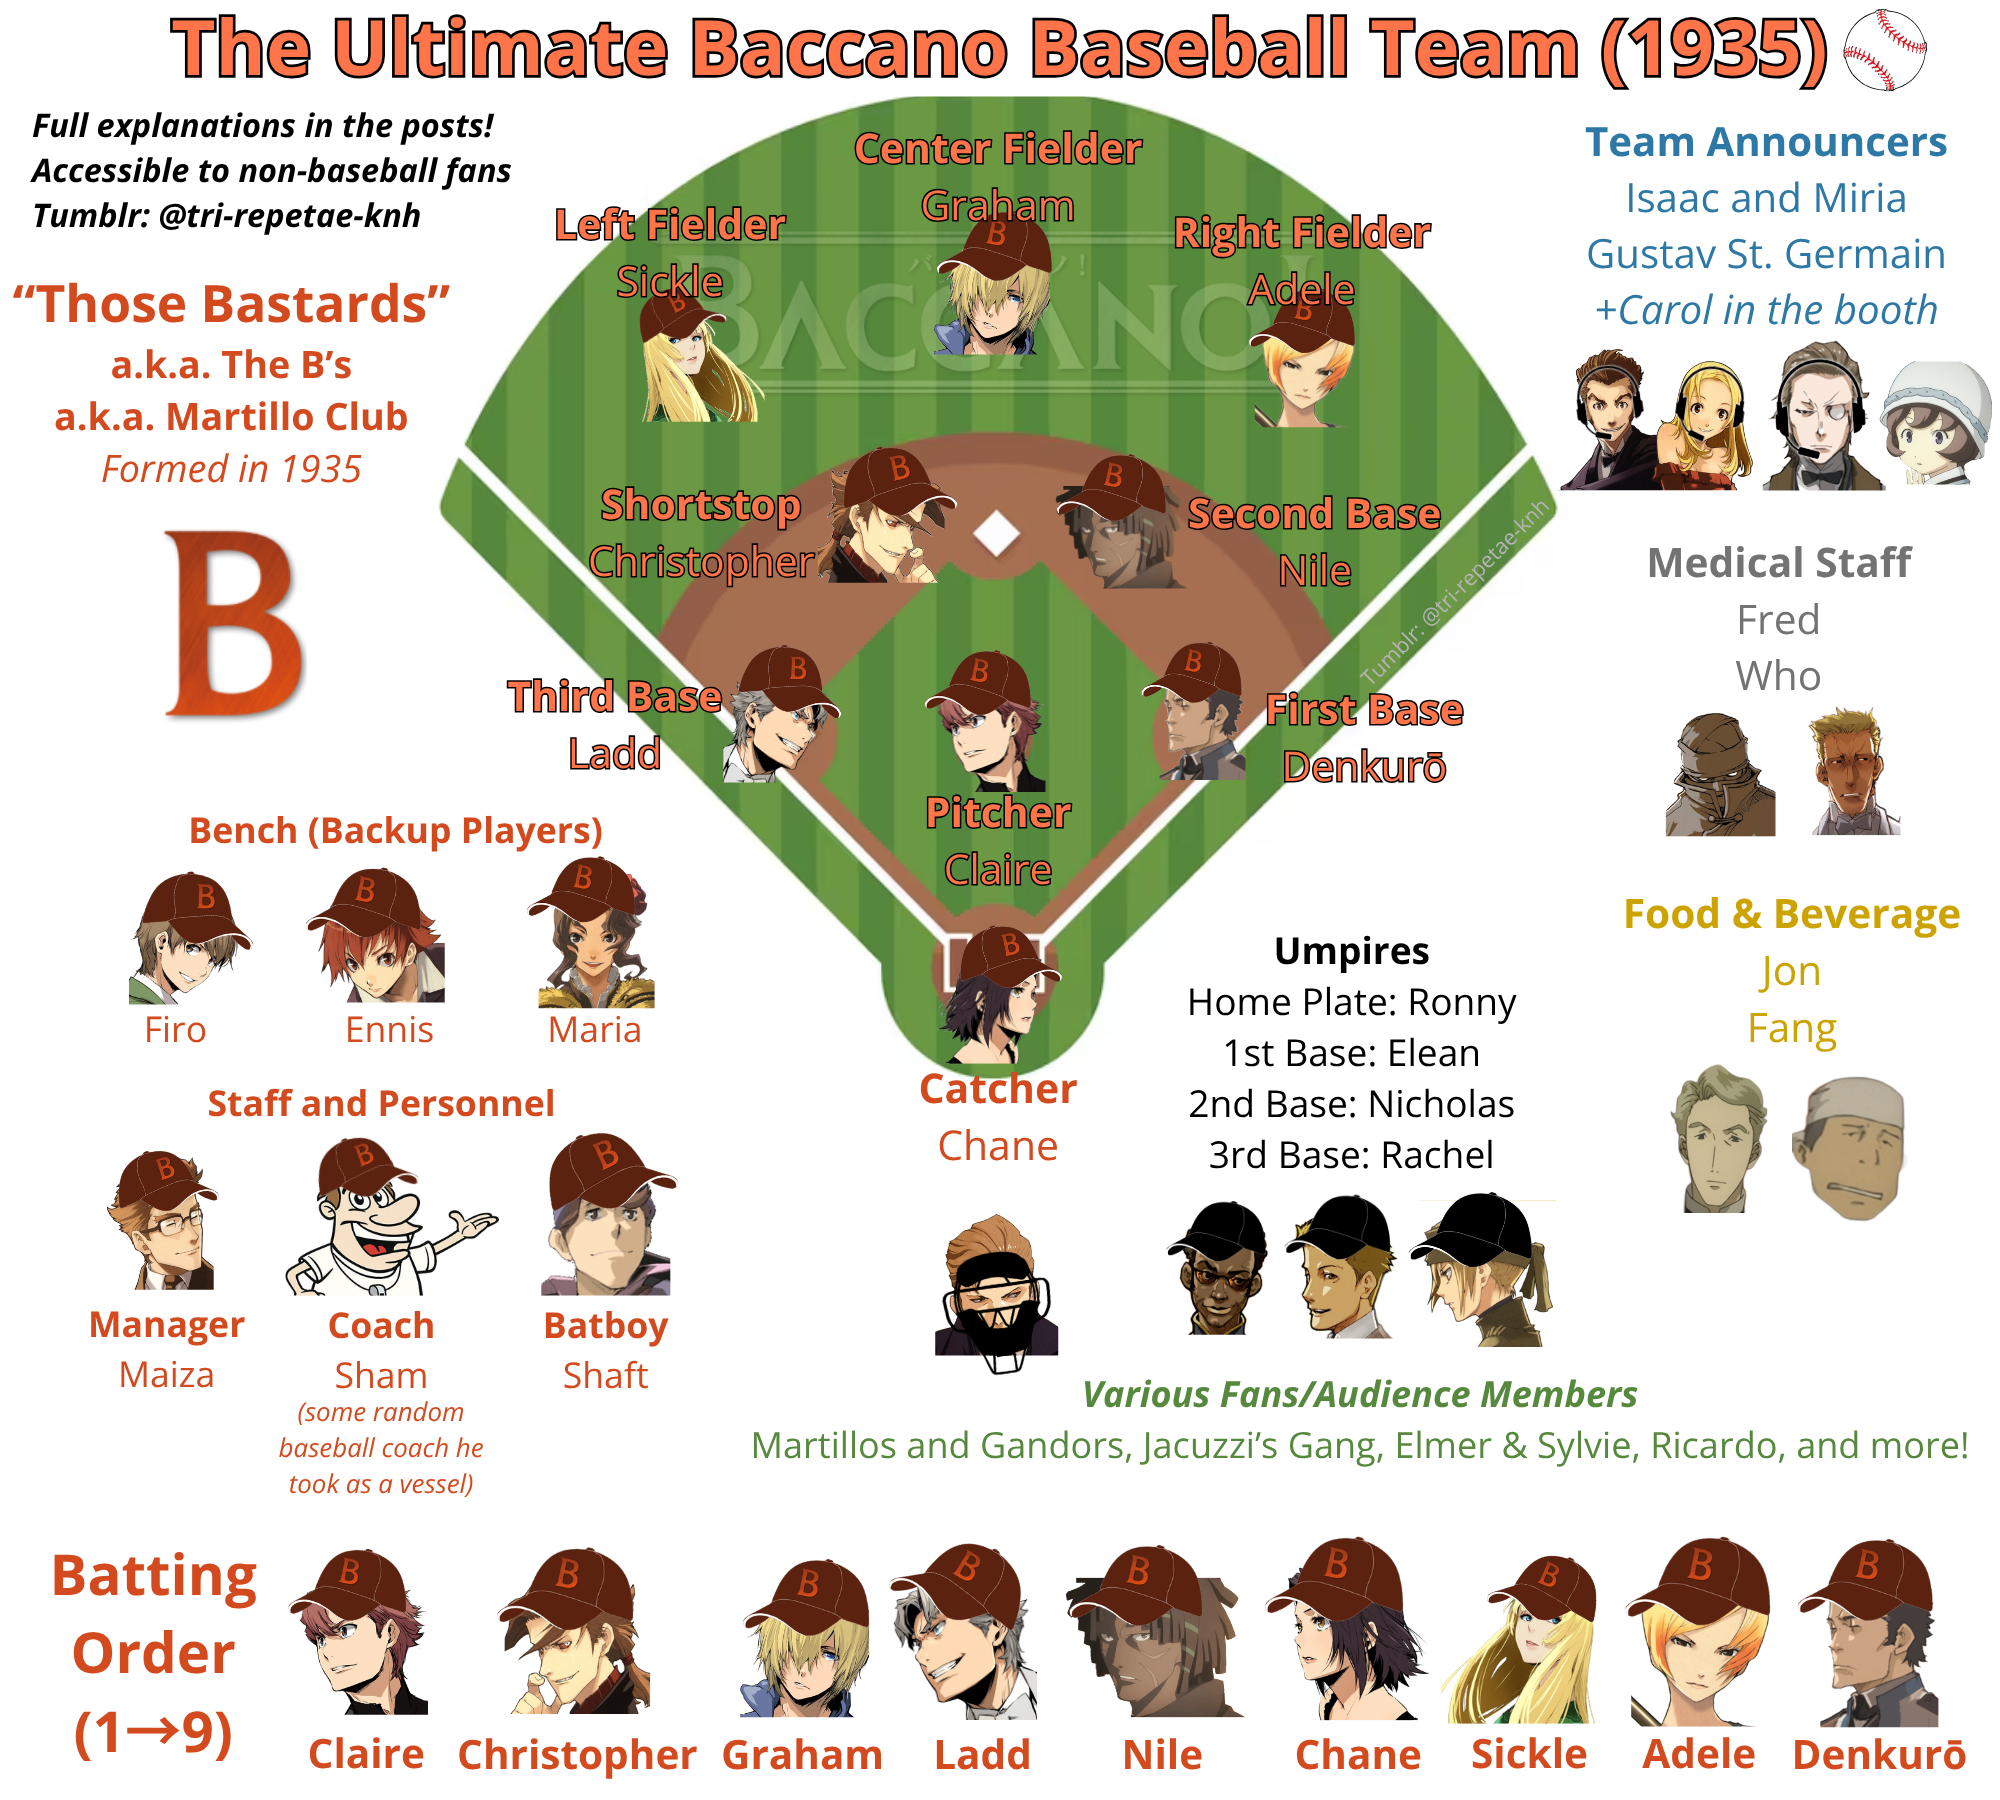 The Ultimate Baccano Baseball Team (1935)
Full explanations in the posts!
Accessible to non-baseball fans
Tumblr: @tri-repetae-knh
“Those Bastards”
a.k.a. The B’s
a.k.a. Martillo Club
Formed in 1935
B
Center Fielder
Graham
Left Fielder
Sickle
Right Fielder
Adele
BACCANO!
Shortstop
Christopher
Second Base
Nile
Third Base
Ladd
First Base
Denkurō
Pitcher
Claire
Catcher
Chane
Tumblr: @tri-repetae-knh
Team Announcers
Isaac and Miria
Gustav St. Germain
+Carol in the booth
Medical Staff
Fred
Who
Food & Beverage
Jon
Fang
Bench (Backup Players)
Firo
Ennis
Maria
Staff and Personnel
Manager
Maiza
Coach
Sham
(some random
baseball coach he
took as a vessel)
Batboy
Shaft
Umpires
Home Plate: Ronny
1st Base: Elean
2nd Base: Nicholas
3rd Base: Rachel
Various Fans/Audience Members
Martillos and Gandors, Jacuzzi’s Gang, Elmer & Sylvie, Ricardo, and more!
Batting
Order
(1→9)
Claire
Christopher
Graham
Ladd
Nile
Chane
Sickle
Adele
Denkurō